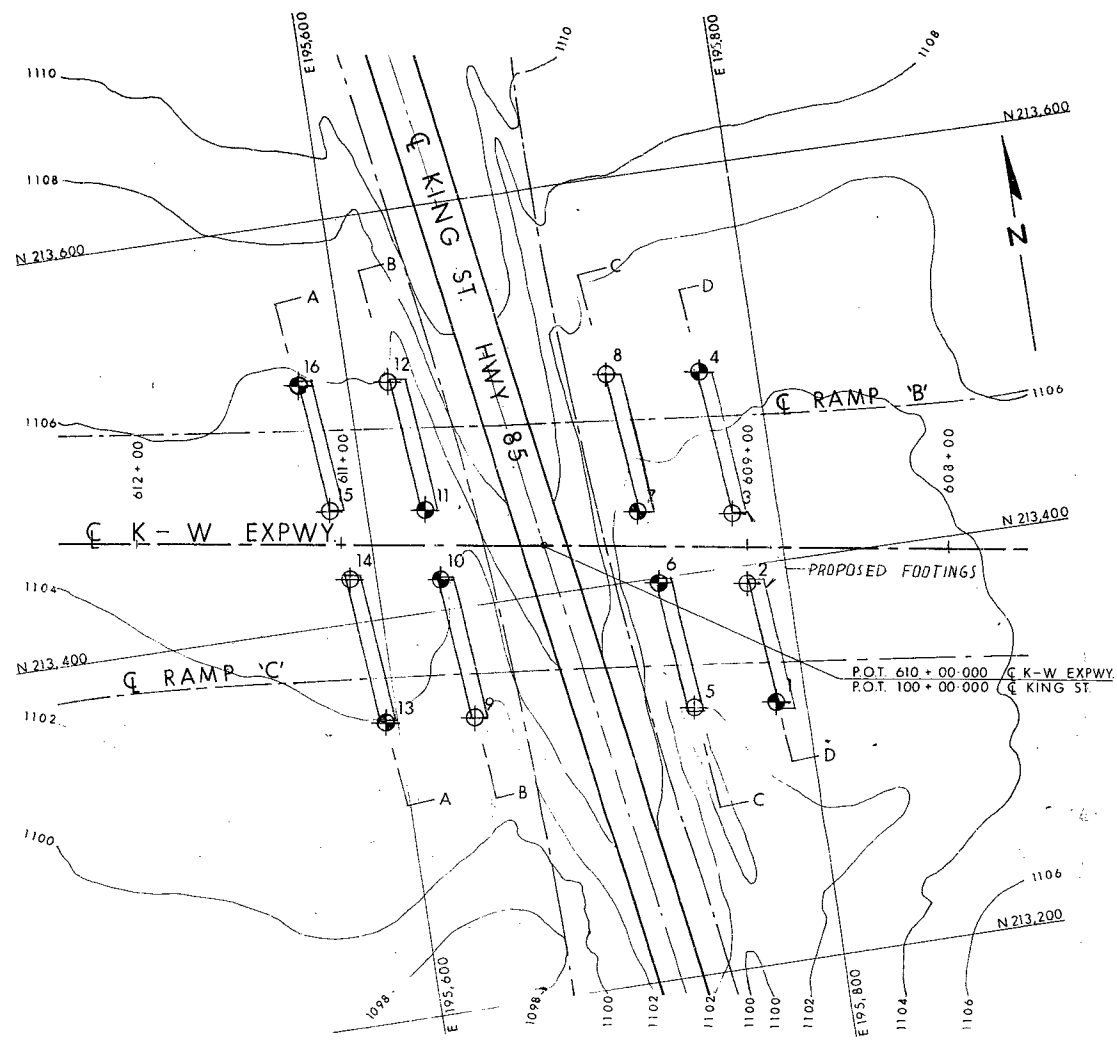 1110
E 195,600
1110
E 195,800
1108
N 213,600
1108
N 213,600
℄ KING ST. HWY 85
N
A
B
C
D
16
12
8
4
℄ RAMP 'B'
1106
1106
612 + 00
611 + 00
609 + 00
608 + 00
15
11
7
3
N 213,400
℄ K - W EXPWY.
14
10
6
2
PROPOSED FOOTINGS
1104
N 213,400
℄ RAMP 'C'
P.O.T. 610 + 00·000 ℄ K-W EXPWY.
P.O.T. 100 + 00·000 ℄ KING ST.
1102
13
9
5
1
D
A
B
C
1100
1106
N 213,200
1098
E 195,600
1098
1100
1102
1102
1100
1100
1102
E 195,800
1104
1106